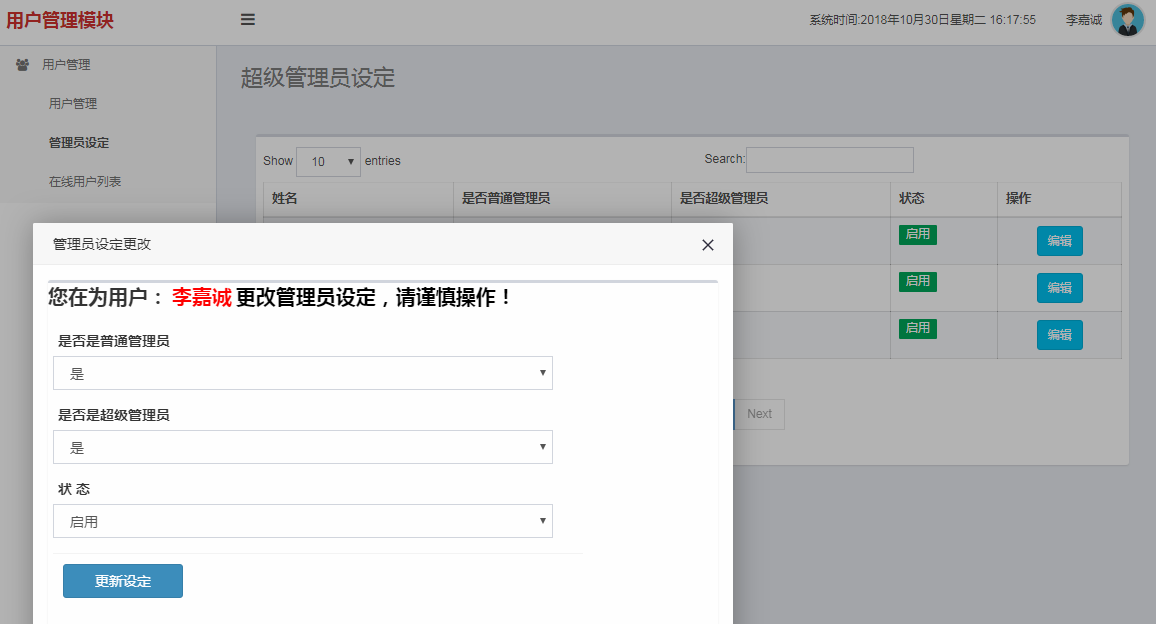 用户管理模块
系统时间:2018年10月30日星期二 16:17:55 李嘉诚
用户管理
用户管理
管理员设定
在线用户列表
超级管理员设定
Show 10 entries Search:
姓名 是否普通管理员 是否超级管理员 状态 操作
启用 编辑
启用 编辑
启用 编辑
Next
管理员设定更改
您在为用户： 李嘉诚 更改管理员设定，请谨慎操作！
是否是普通管理员
是
是否是超级管理员
是
状 态
启用
更新设定